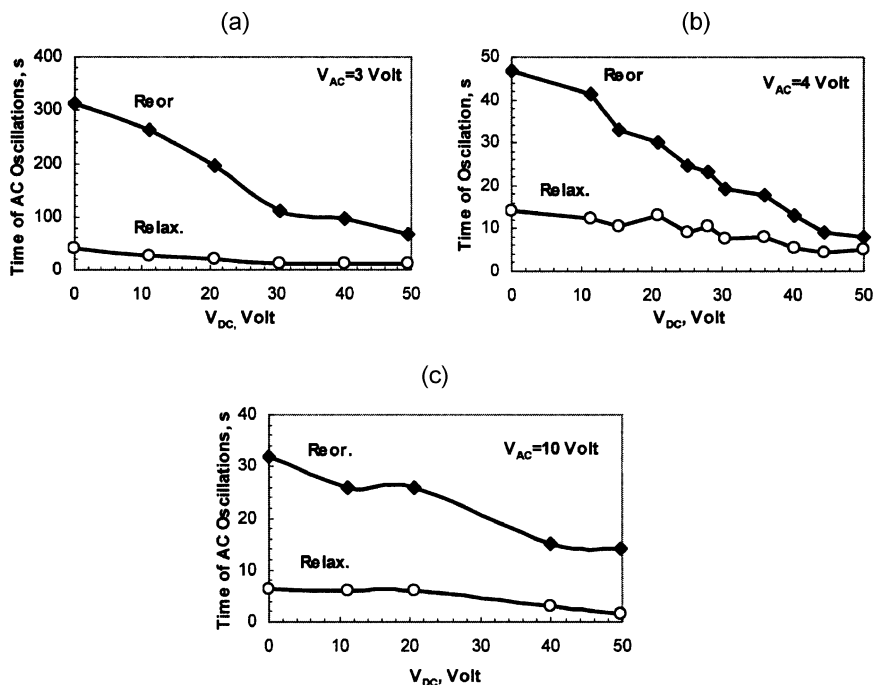 (a)
V_AC=3 Volt
Reor
Relax.
Time of AC Oscillations, s
400
300
200
100
0
0 10 20 30 40 50
V_DC, Volt
(b)
V_AC=4 Volt
Reor
Relax.
Time of Oscilation, s
50
40
30
20
10
0
0 10 20 30 40 50
V_DC, Volt
(c)
V_AC=10 Volt
Reor.
Relax.
Time of AC Oscillations, s
40
30
20
10
0
0 10 20 30 40 50
V_DC, Volt